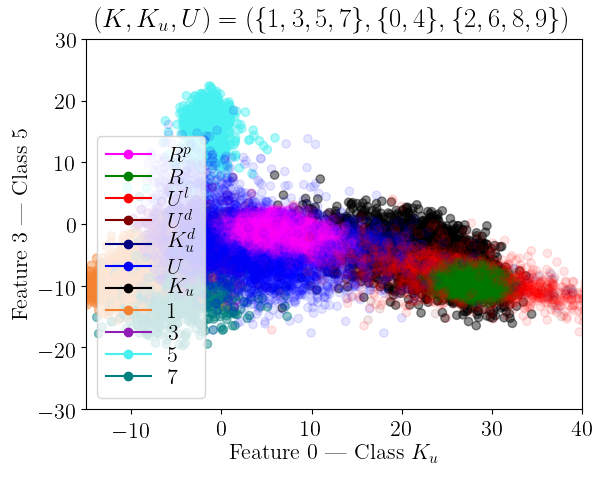 (K, K_u, U) = ({1, 3, 5, 7}, {0, 4}, {2, 6, 8, 9})
30
20
10
0
−10
−20
−30
Feature 3 — Class 5
R^p
R
U^l
U^d
K_u^d
U
K_u
1
3
5
7
−10
0
10
20
30
40
Feature 0 — Class K_u